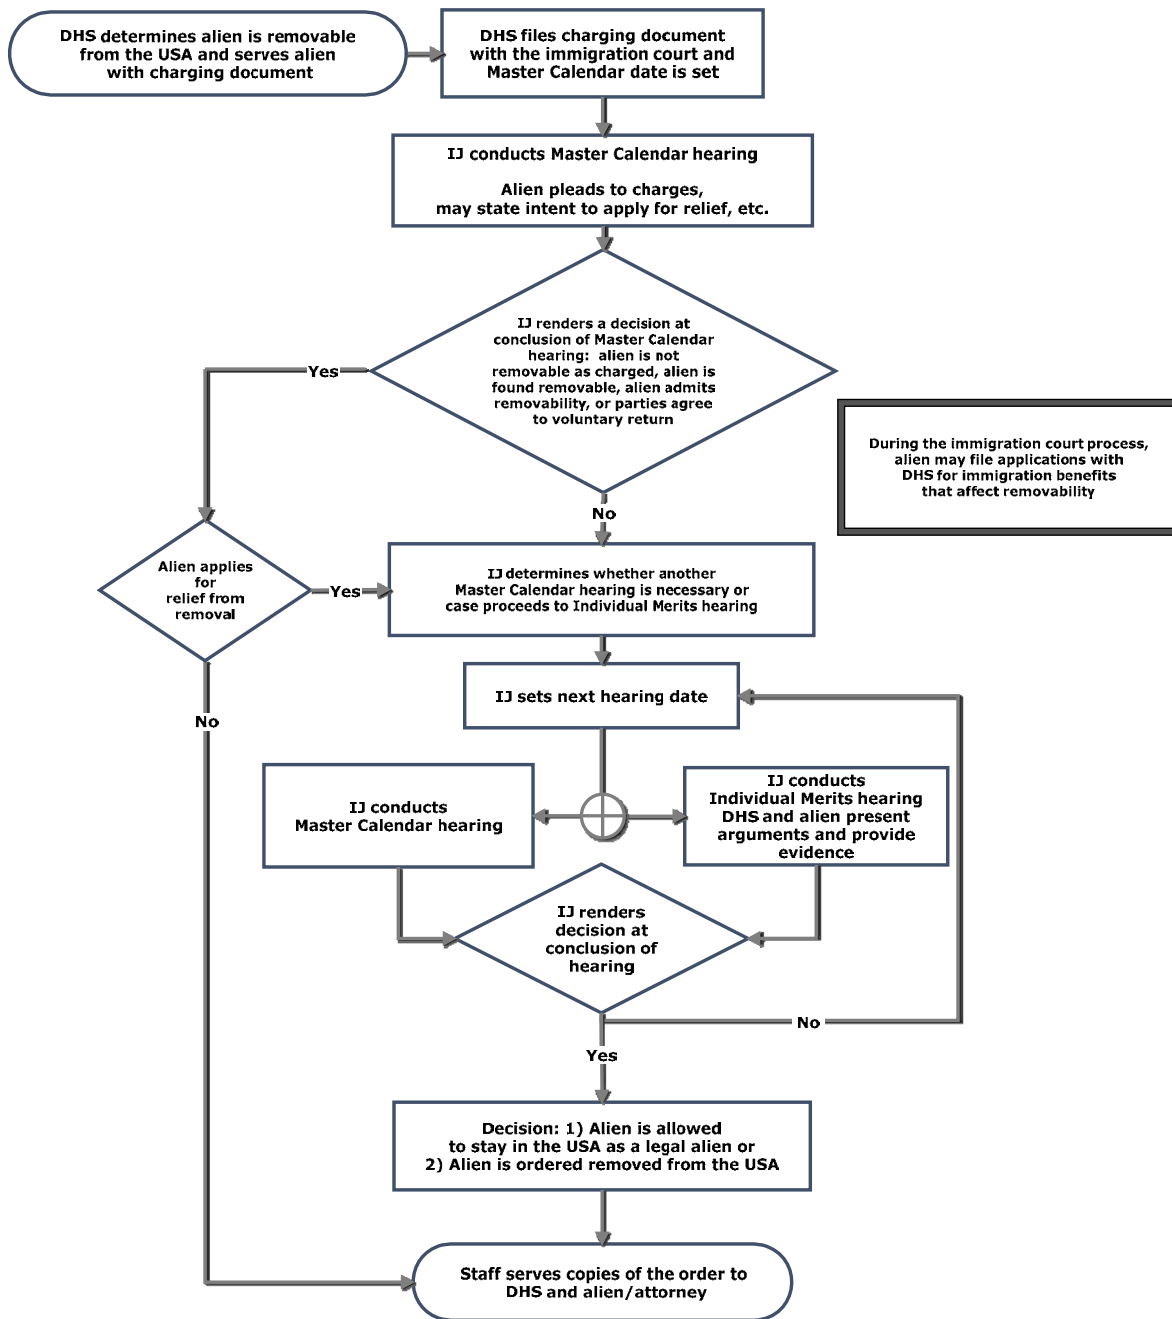 DHS determines alien is removable
from the USA and serves alien
with charging document
DHS files charging document
with the immigration court and
Master Calendar date is set
IJ conducts Master Calendar hearing
Alien pleads to charges,
may state intent to apply for relief, etc.
IJ renders a decision at
conclusion of Master Calendar
hearing: alien is not
removable as charged, alien is
found removable, alien admits
removability, or parties agree
to voluntary return
Yes
During the immigration court process,
alien may file applications with
DHS for immigration benefits
that affect removability
No
Alien applies
for
relief from
removal
Yes
IJ determines whether another
Master Calendar hearing is necessary or
case proceeds to Individual Merits hearing
IJ sets next hearing date
No
IJ conducts
Master Calendar hearing
IJ conducts
Individual Merits hearing
DHS and alien present
arguments and provide
evidence
IJ renders
decision at
conclusion of
hearing
No
Yes
Decision: 1) Alien is allowed
to stay in the USA as a legal alien or
2) Alien is ordered removed from the USA
Staff serves copies of the order to
DHS and alien/attorney